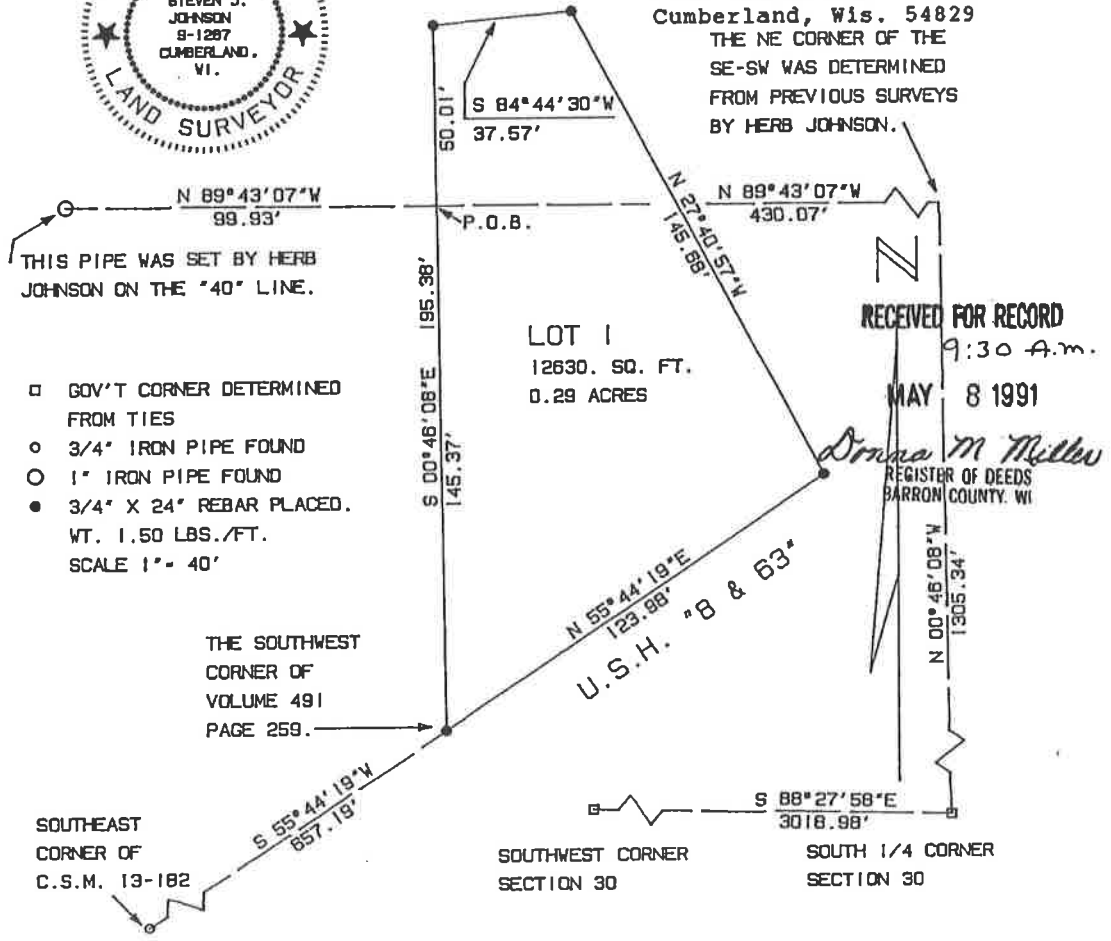 STEVEN J.
JOHNSON
S-1287
CUMBERLAND,
WI.
LAND SURVEYOR
Cumberland, Wis. 54829
THE NE CORNER OF THE
SE-SW WAS DETERMINED
FROM PREVIOUS SURVEYS
BY HERB JOHNSON.
S 84°44'30"W
37.57'
50.01'
N 89°43'07"W
99.93'
P.O.B.
N 27°40'57"W
145.68'
N 89°43'07"W
430.07'
THIS PIPE WAS SET BY HERB
JOHNSON ON THE "40" LINE.
195.38'
S 00°46'08"E
145.37'
LOT 1
12630. SQ. FT.
0.29 ACRES
N
RECEIVED FOR RECORD
9:30 A.m.
MAY 8 1991
Donna M Miller
REGISTER OF DEEDS
BARRON COUNTY. WI
GOV'T CORNER DETERMINED
FROM TIES
3/4" IRON PIPE FOUND
1" IRON PIPE FOUND
3/4" X 24" REBAR PLACED.
WT. 1.50 LBS./FT.
SCALE 1"= 40'
N 55°44'19"E
123.98'
U.S.H. "8 & 63"
N 00°46'08"W
1305.34'
THE SOUTHWEST
CORNER OF
VOLUME 491
PAGE 259.
S 55°44'19"W
857.19'
SOUTHEAST
CORNER OF
C.S.M. 13-182
S 88°27'58"E
3018.98'
SOUTHWEST CORNER
SECTION 30
SOUTH 1/4 CORNER
SECTION 30